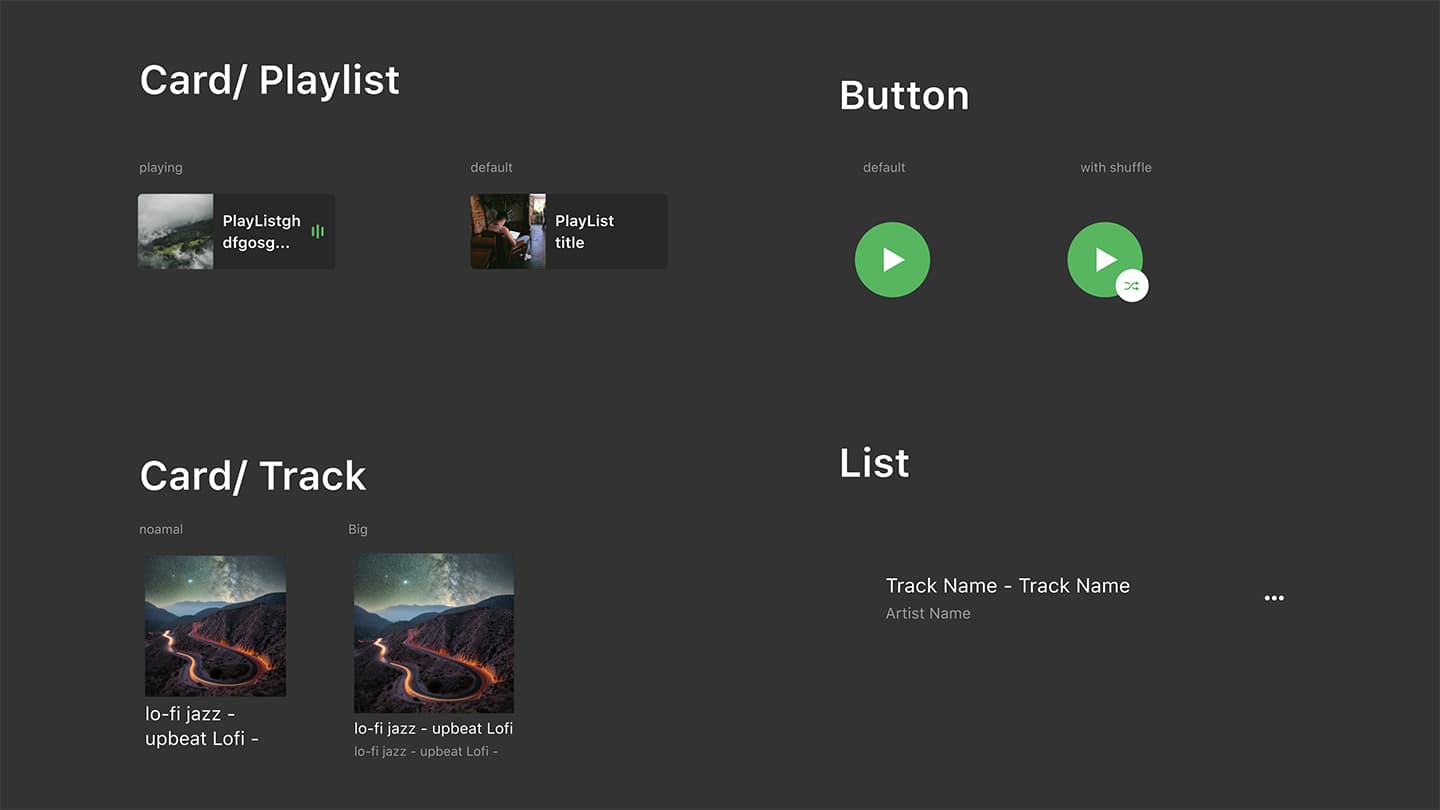 Card/ Playlist
playing
default
PlayListgh
dfgosg...
PlayList
title
Button
default
with shuffle
Card/ Track
noamal
Big
lo-fi jazz -
upbeat Lofi -
lo-fi jazz - upbeat Lofi
lo-fi jazz - upbeat Lofi -
List
Track Name - Track Name
Artist Name